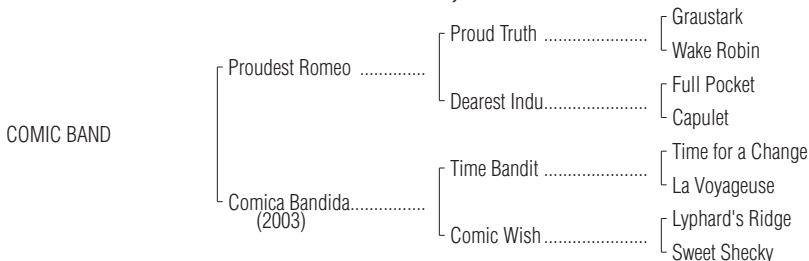 Graustark
Proud Truth ......................
Wake Robin
Proudest Romeo ..............
Full Pocket
Dearest Indu......................
Capulet
COMIC BAND
Time for a Change
Time Bandit ......................
La Voyageuse
Comica Bandida................
(2003)
Lyphard's Ridge
Comic Wish ......................
Sweet Shecky